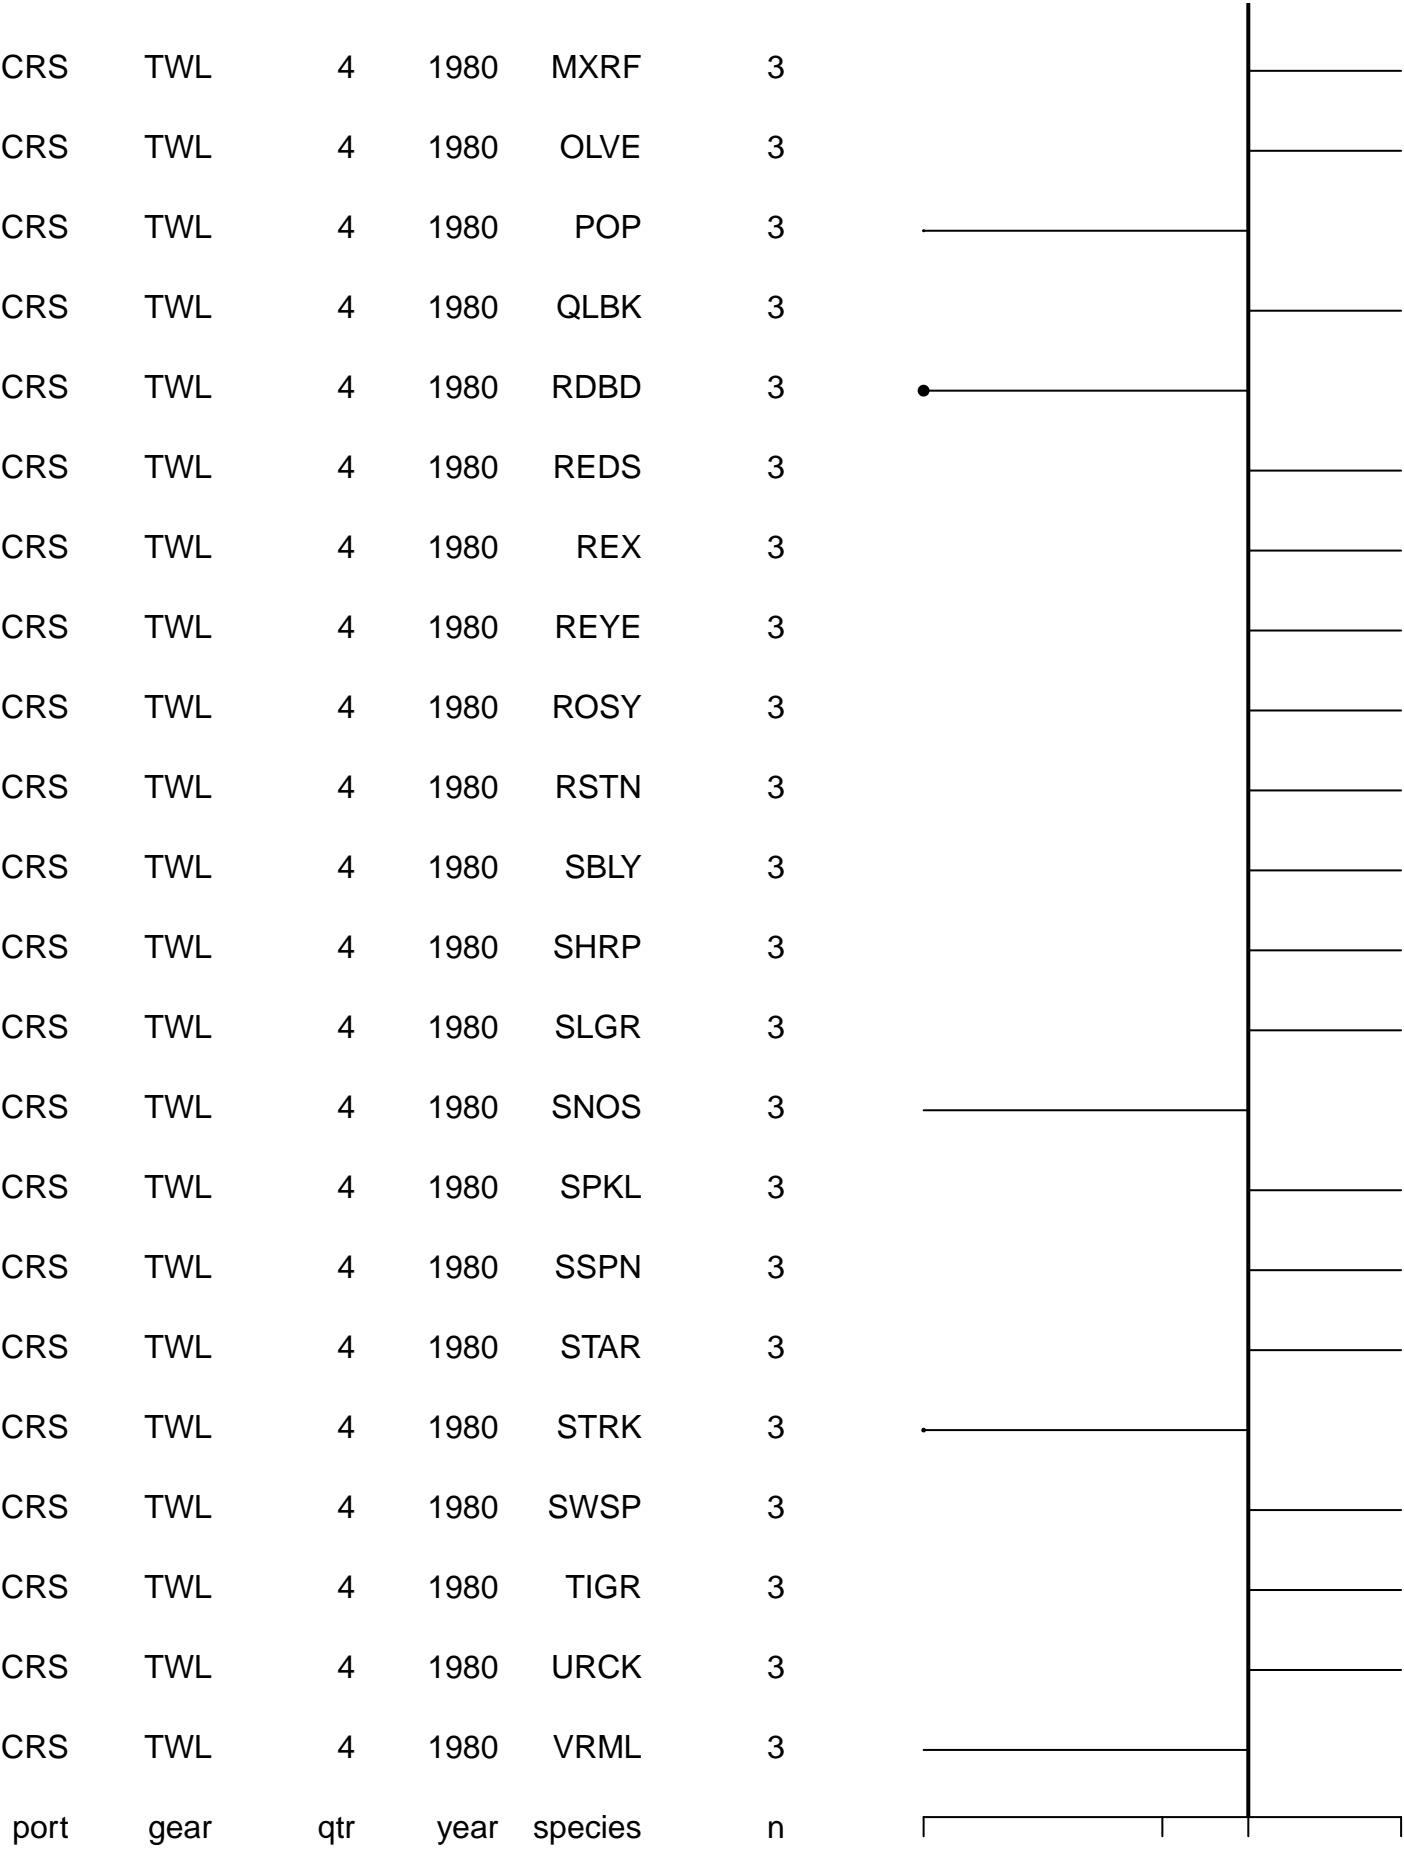 CRS TWL 4 1980 MXRF 3
CRS TWL 4 1980 OLVE 3
CRS TWL 4 1980 POP 3
CRS TWL 4 1980 QLBK 3
CRS TWL 4 1980 RDBD 3
CRS TWL 4 1980 REDS 3
CRS TWL 4 1980 REX 3
CRS TWL 4 1980 REYE 3
CRS TWL 4 1980 ROSY 3
CRS TWL 4 1980 RSTN 3
CRS TWL 4 1980 SBLY 3
CRS TWL 4 1980 SHRP 3
CRS TWL 4 1980 SLGR 3
CRS TWL 4 1980 SNOS 3
CRS TWL 4 1980 SPKL 3
CRS TWL 4 1980 SSPN 3
CRS TWL 4 1980 STAR 3
CRS TWL 4 1980 STRK 3
CRS TWL 4 1980 SWSP 3
CRS TWL 4 1980 TIGR 3
CRS TWL 4 1980 URCK 3
CRS TWL 4 1980 VRML 3
port gear qtr year species n